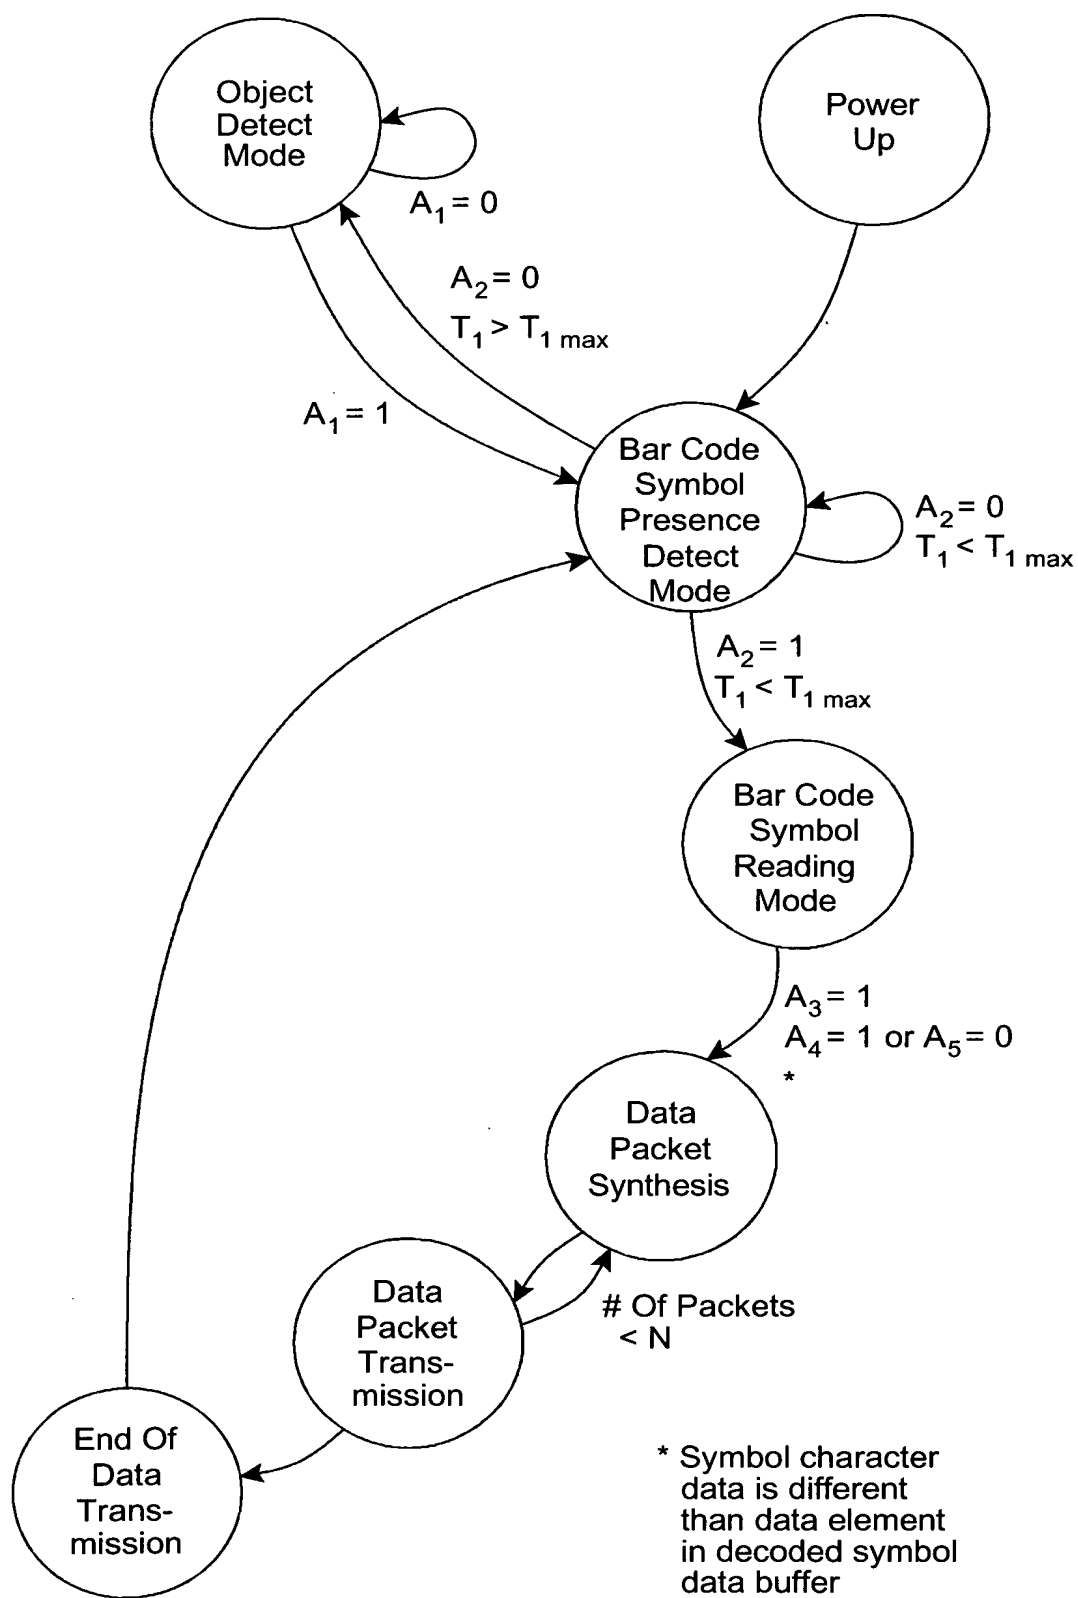 Object
Detect
Mode
Power
Up
A1 = 0
A2 = 0
T1 > T1 max
A1 = 1
Bar Code
Symbol
Presence
Detect
Mode
A2 = 0
T1 < T1 max
A2 = 1
T1 < T1 max
Bar Code
Symbol
Reading
Mode
A3 = 1
A4 = 1 or A5 = 0
*
Data
Packet
Synthesis
# Of Packets
< N
Data
Packet
Trans-
mission
End Of
Data
Trans-
mission
* Symbol character
data is different
than data element
in decoded symbol
data buffer